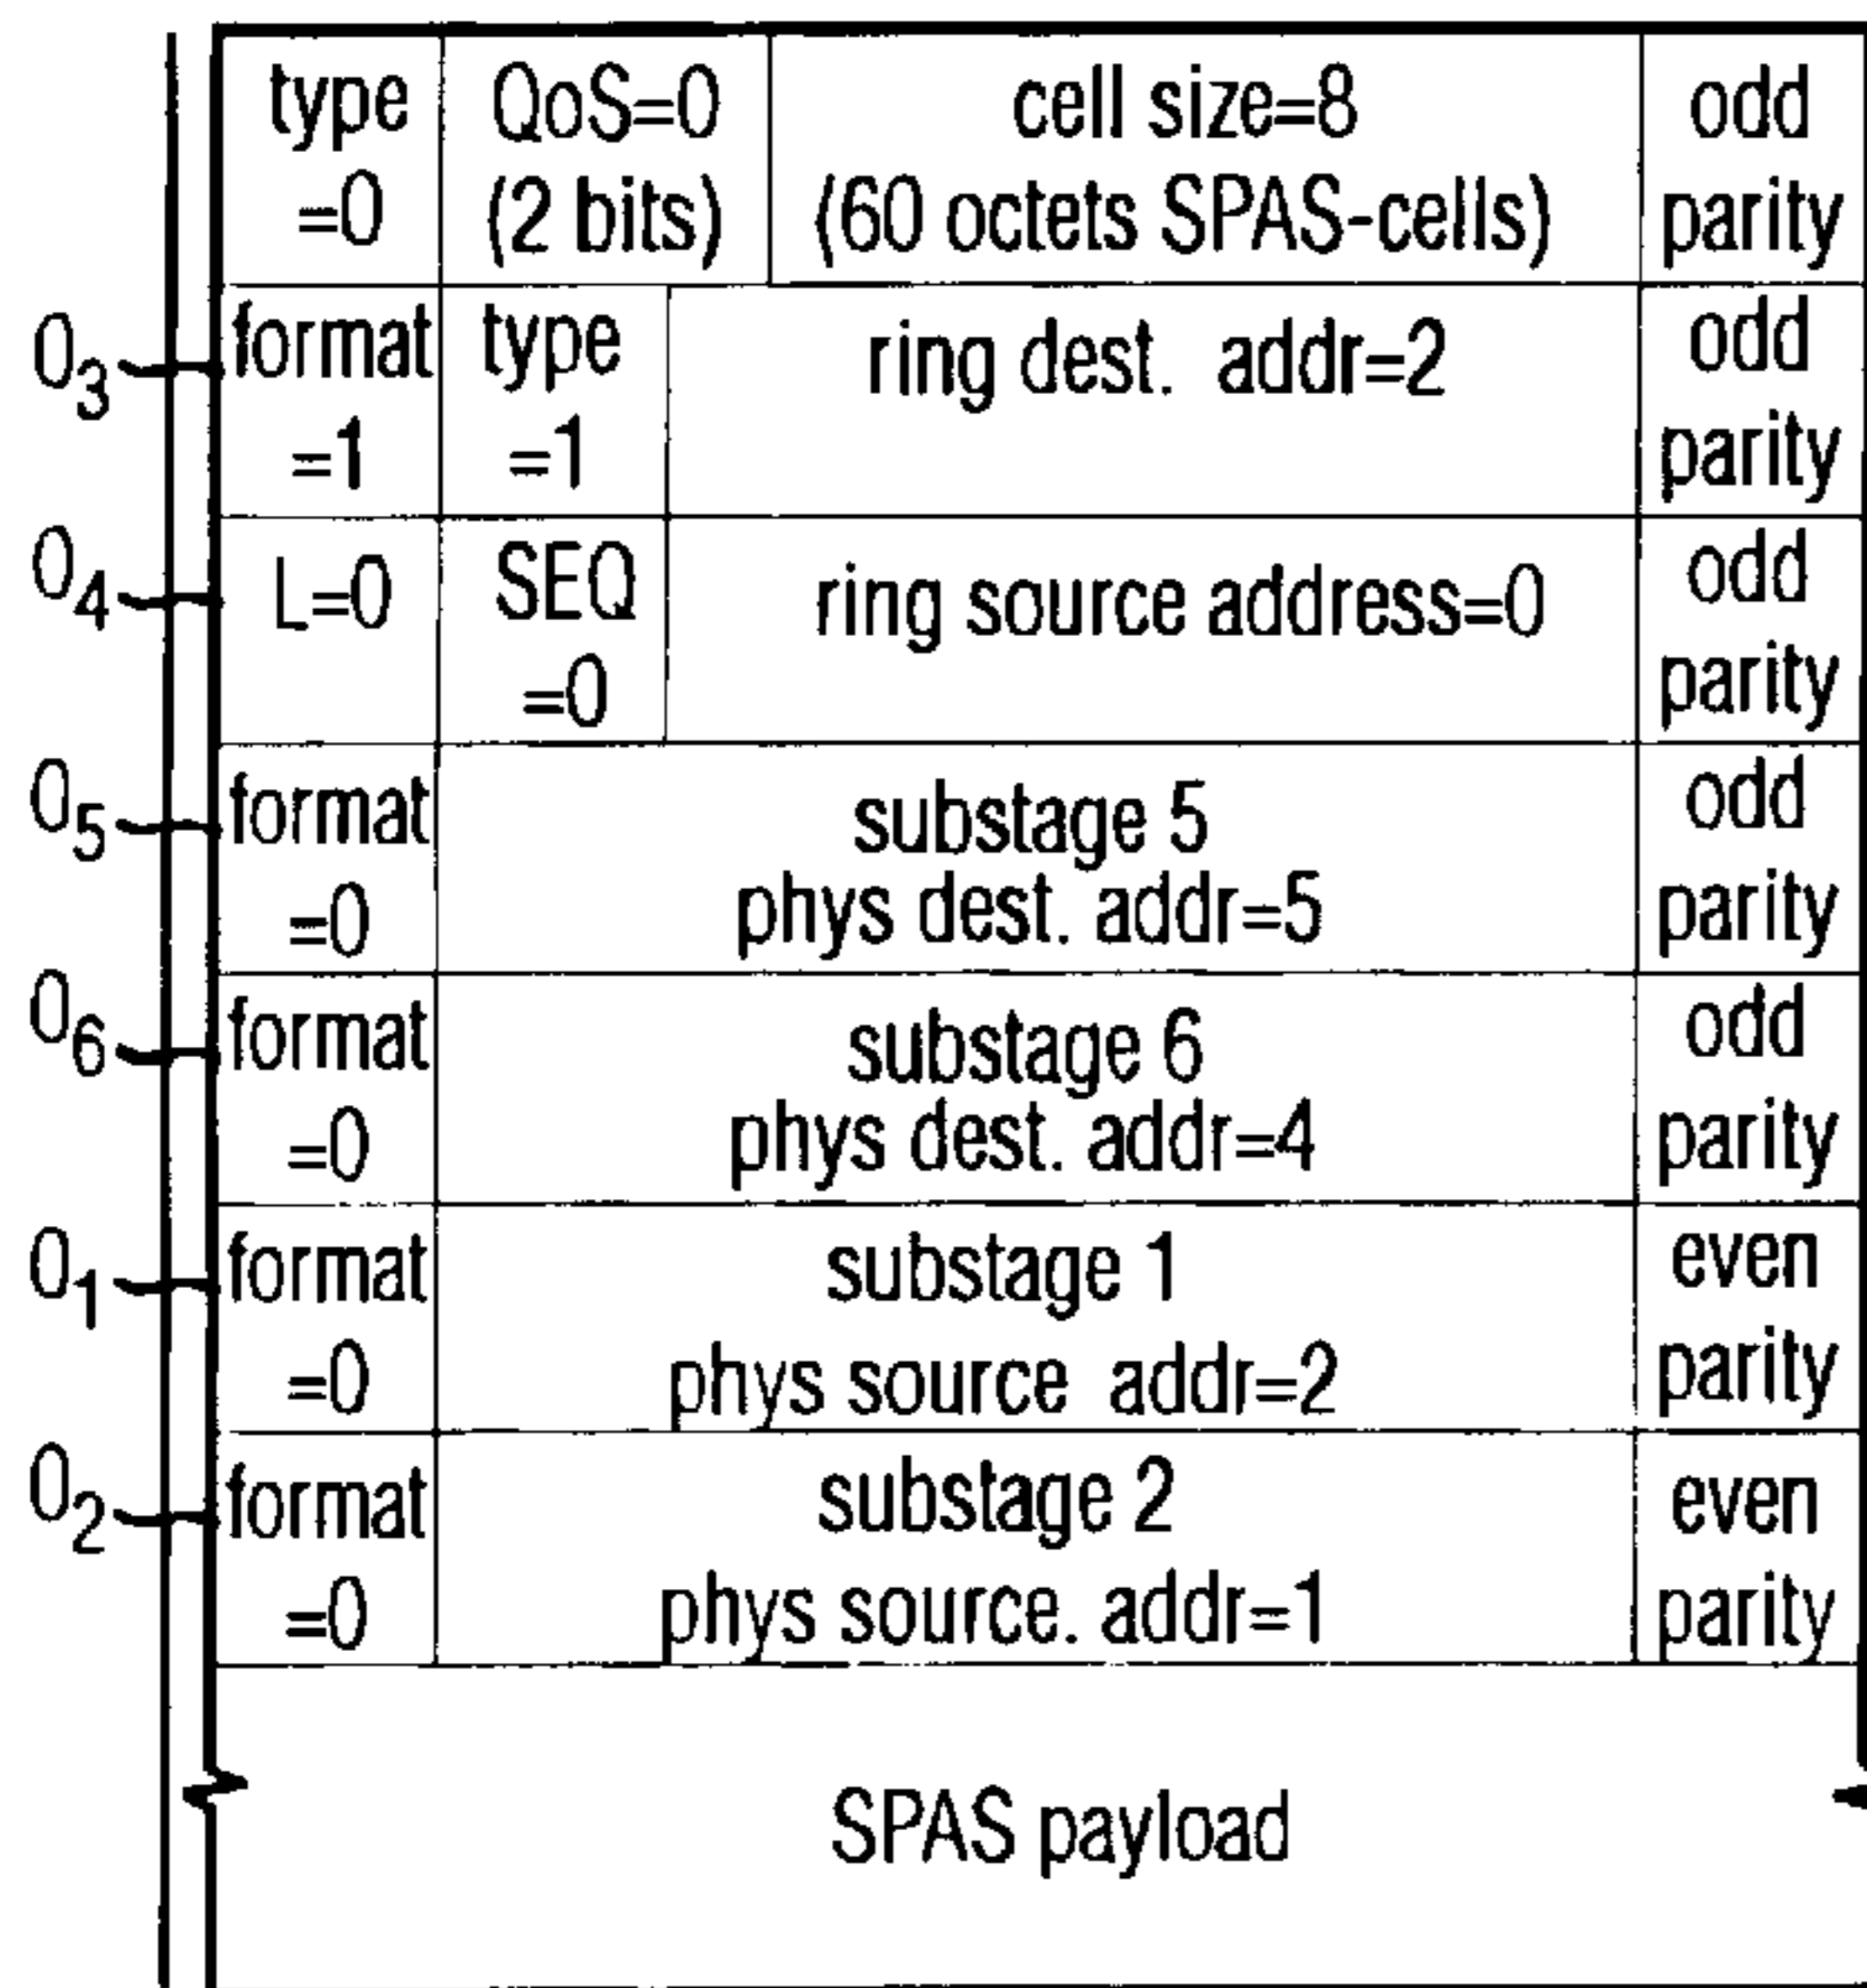 type QoS=0 cell size=8 odd
=0 (2 bits) (60 octets SPAS-cells) parity
O3 format type ring dest. addr=2 odd
=1 =1 parity
O4 L=0 SEQ ring source address=0 odd
=0 parity
O5 format substage 5 odd
=0 phys dest. addr=5 parity
O6 format substage 6 odd
=0 phys dest. addr=4 parity
O1 format substage 1 even
=0 phys source addr=2 parity
O2 format substage 2 even
=0 phys source. addr=1 parity
SPAS payload